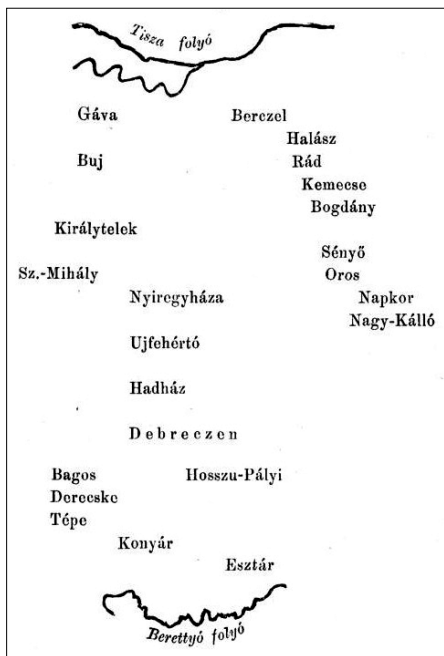 Tisza folyó
Gáva
Berczel
Halász
Buj
Rád
Kemecse
Bogdány
Királytelek
Sényő
Sz.-Mihály
Oros
Nyiregyháza
Napkor
Nagy-Kálló
Ujfehértó
Hadház
Debreczen
Bagos
Hosszu-Pályi
Derecske
Tépe
Konyár
Esztár
Berettyó folyó